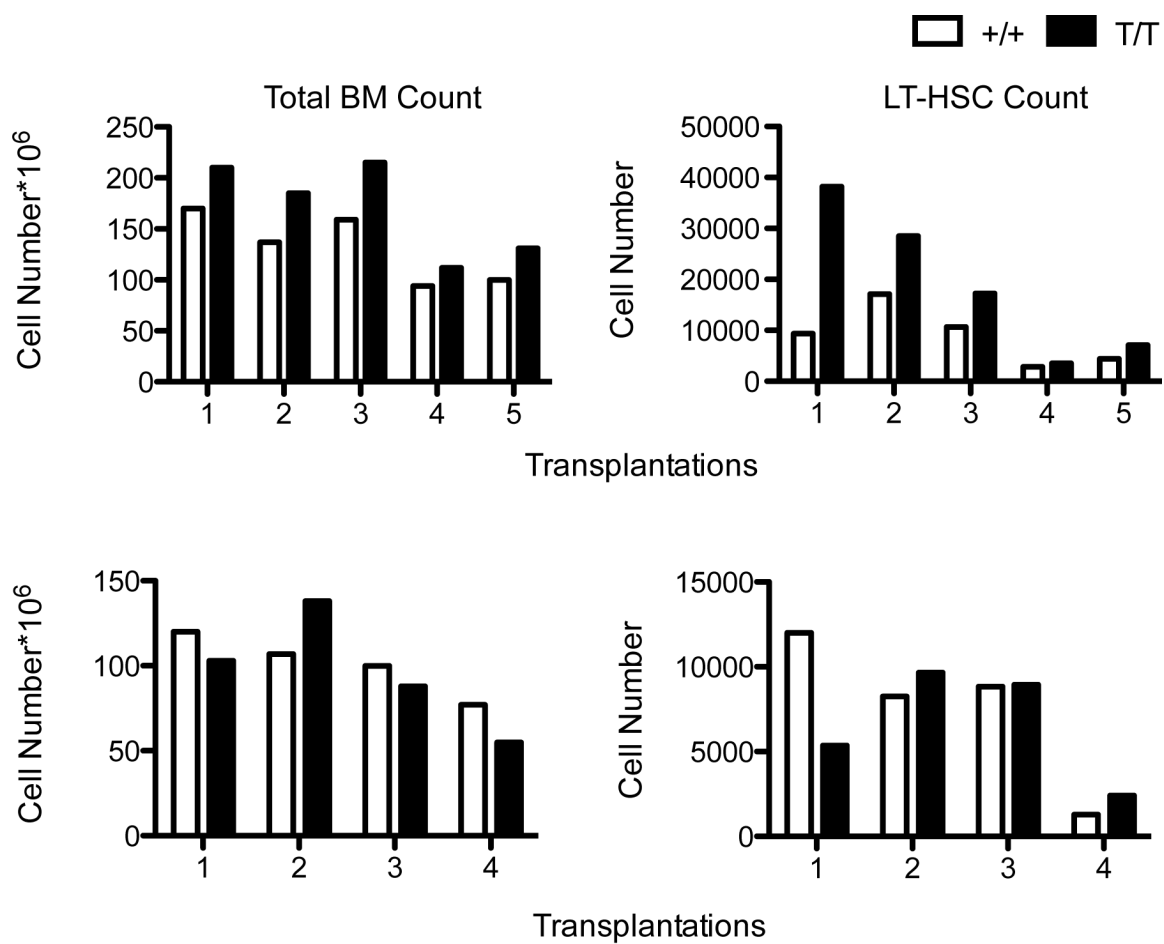 +/+ T/T
Total BM Count
LT-HSC Count
Cell Number*10⁶
250
200
150
100
50
0
1 2 3 4 5
Cell Number
50000
40000
30000
20000
10000
0
1 2 3 4 5
Transplantations
Cell Number*10⁶
150
100
50
0
1 2 3 4
Cell Number
15000
10000
5000
0
1 2 3 4
Transplantations